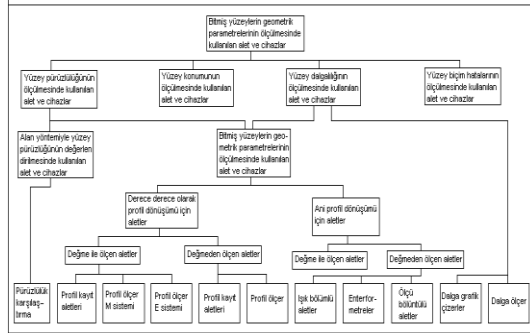 Bitmiş yüzeylerin geometrik
parametrelerinin ölçülmesinde
kullanılan alet ve cihazlar
Yüzey pürüzlülüğünün
ölçülmesinde kullanılan
alet ve cihazlar
Yüzey konumunun
ölçülmesinde kullanılan
alet ve cihazlar
Yüzey dalgalılığının
ölçülmesinde kullanılan
alet ve cihazlar
Yüzey biçim hatalarının
ölçülmesinde kullanılan
alet ve cihazlar
Alan yöntemiyle yüzey
pürüzlülüğünün değerlen
dirilmesinde kullanılan
alet ve cihazlar
Bitmiş yüzeylerin geo-
metrik parametrelerinin
ölçülmesinde kullanılan
alet ve cihazlar
Derece derece olarak
profil dönüşümü için
aletler
Ani profil dönüşümü
için aletler
Değme ile ölçen aletler
Değmeden ölçen aletler
Değme ile ölçen aletler
Değmeden ölçen aletler
Pürüzlülük
karşılaş-
tırma
Profil kayıt
aletleri
Profil ölçer
M sistemi
Profil ölçer
E sistemi
Profil kayıt
aletleri
Profil ölçer
Işık bölümlü
aletler
Enterfor-
metreler
Ölçü
bölüntülü
aletler
Dalga grafik
çizerler
Dalga ölçer